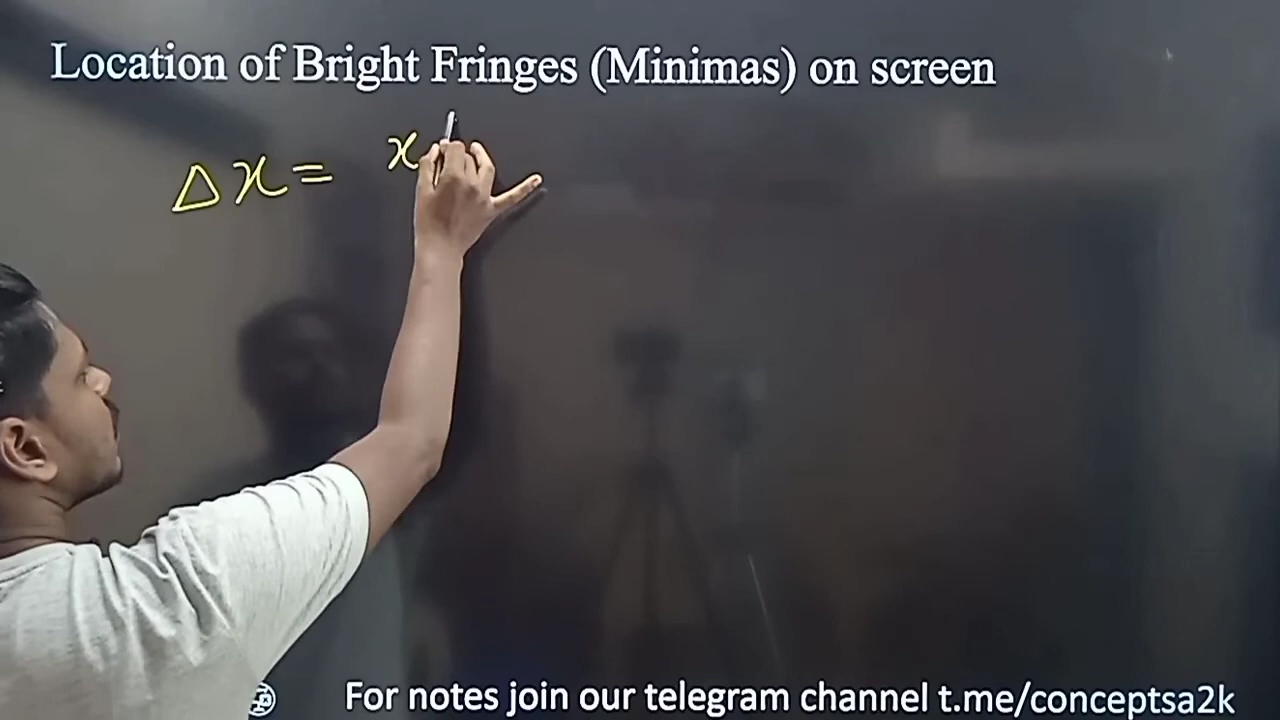 Location of Bright Fringes (Minimas) on screen
Δx = x
For notes join our telegram channel t.me/conceptsa2k